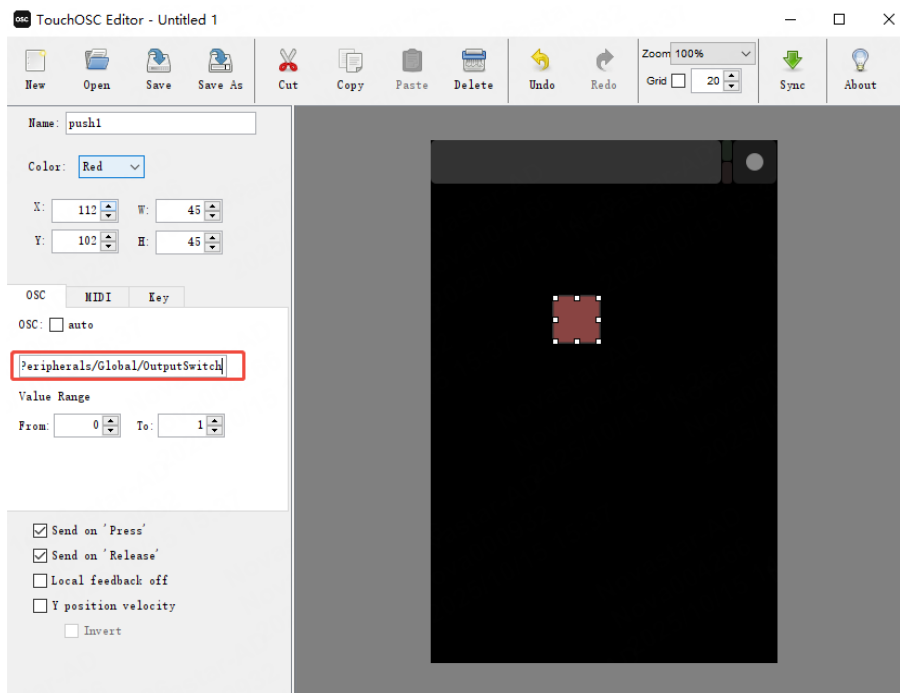 OSC TouchOSC Editor - Untitled 1
New Open Save Save As Cut Copy Paste Delete Undo Redo Zoom 100% Grid 20 Sync About
Name: push1
Color: Red
X: 112 W: 45
Y: 102 H: 45
OSC MIDI Key
OSC: auto
?eripherals/Global/OutputSwitch
Value Range
From: 0 To: 1
Send on 'Press'
Send on 'Release'
Local feedback off
Y position velocity
Invert